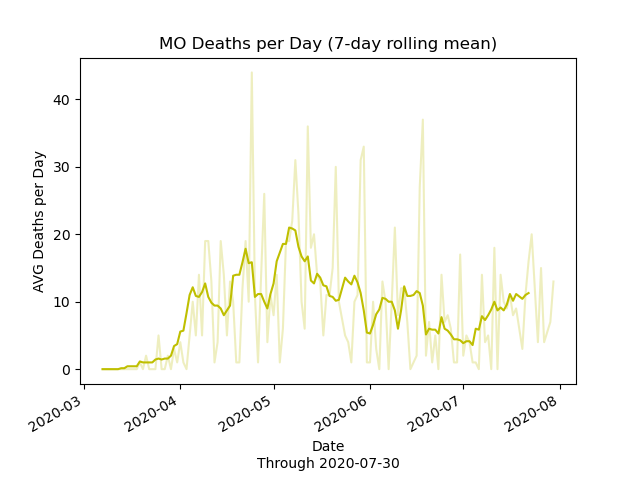 MO Deaths per Day (7-day rolling mean)
AVG Deaths per Day
40
30
20
10
0
2020-03
2020-04
2020-05
2020-06
2020-07
2020-08
Date
Through 2020-07-30